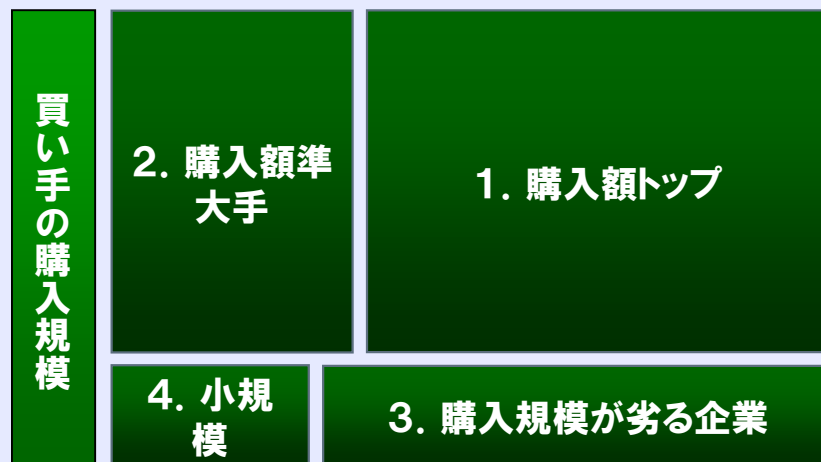 買い手の購入規模
２．購入額準
大手
１．購入額トップ
４．小規
模
３．購入規模が劣る企業